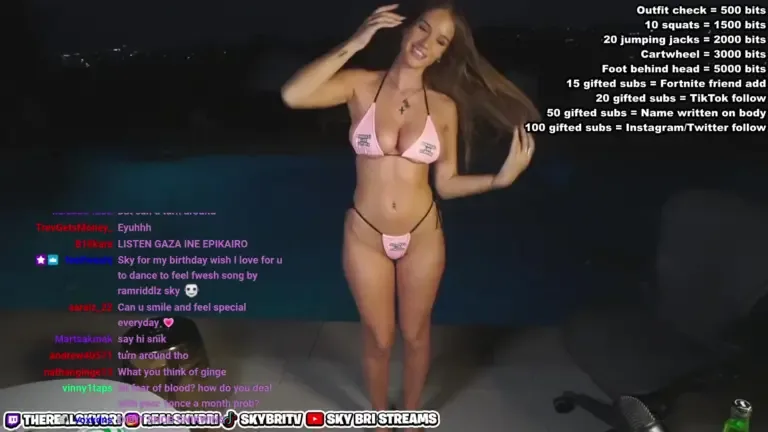 Outfit check = 500 bits
10 squats = 1500 bits
20 jumping jacks = 2000 bits
Cartwheel = 3000 bits
Foot behind head = 5000 bits
15 gifted subs = Fortnite friend add
20 gifted subs = TikTok follow
50 gifted subs = Name written on body
100 gifted subs = Instagram/Twitter follow
Eyuhhh
LISTEN GAZA INE EPIKAIRO
Sky for my birthday wish I love for u
to dance to feel fwesh song by
ramriddlz sky
Can u smile and feel special
everyday
say hi snik
turn around tho
What you think of ginge
vinny1taps fear of blood? how do you deal
with your once a month prob?
THEREALSKYBRI REALSKYBRI SKYBRITV SKY BRI STREAMS